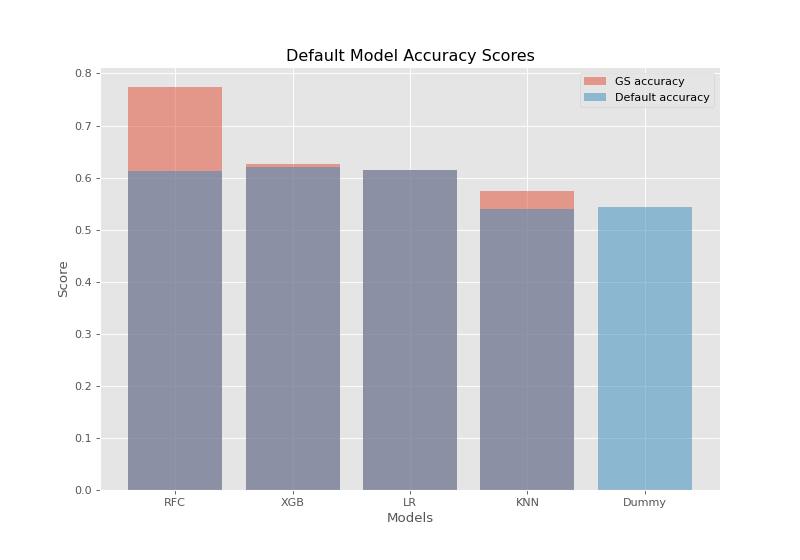 Default Model Accuracy Scores
GS accuracy
Default accuracy
0.8
0.7
0.6
0.5
0.4
0.3
0.2
0.1
0.0
Score
RFC XGB LR KNN Dummy
Models